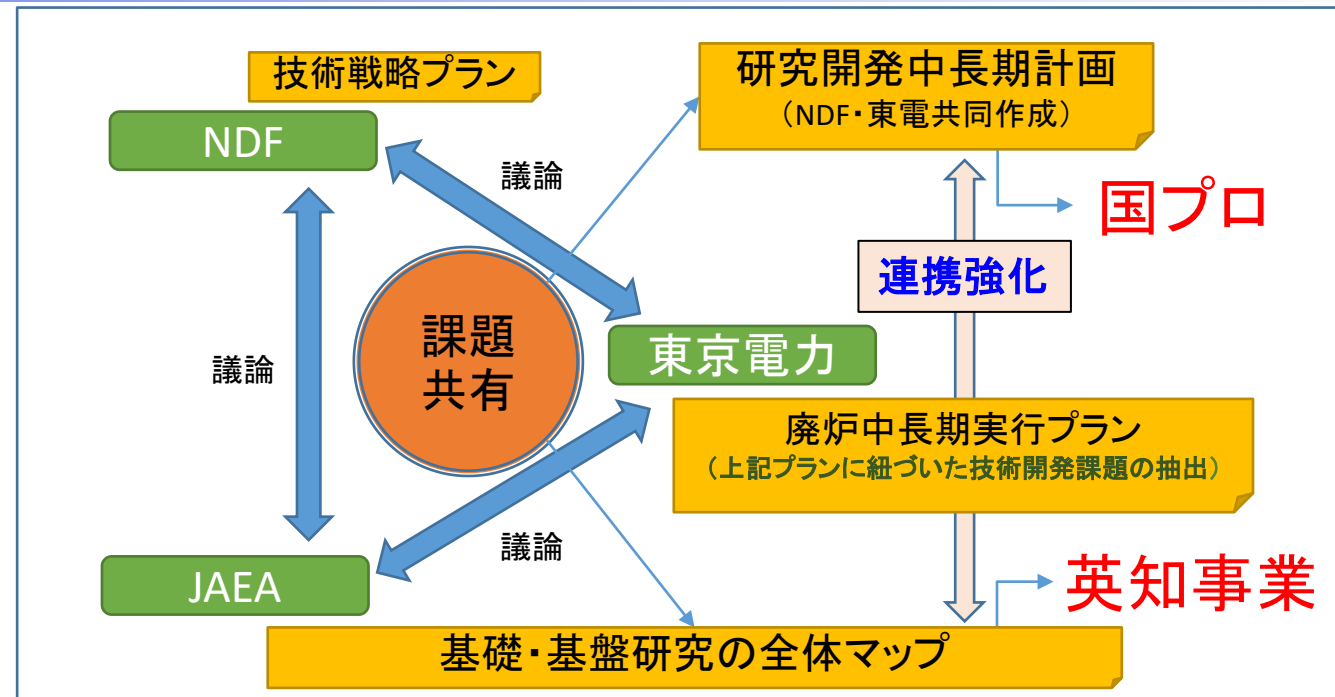 技術戦略プラン
研究開発中長期計画
（NDF・東電共同作成）
NDF
議論
国プロ
連携強化
課題
共有
東京電力
議論
廃炉中長期実行プラン
（上記プランに紐づいた技術開発課題の抽出）
議論
JAEA
英知事業
基礎・基盤研究の全体マップ